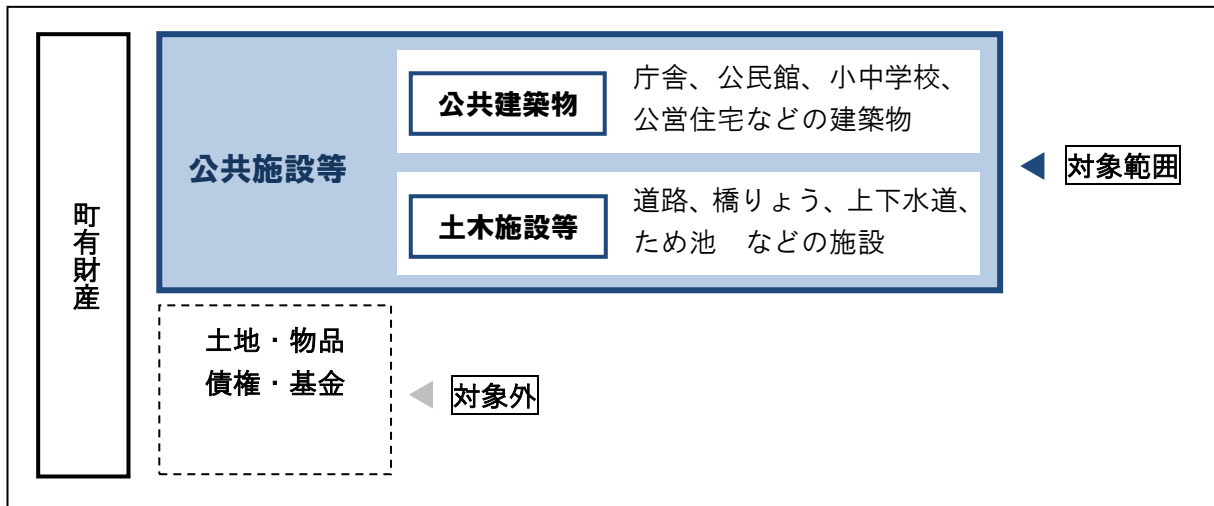 町有財産
公共施設等
公共建築物
庁舎、公民館、小中学校、
公営住宅などの建築物
土木施設等
道路、橋りょう、上下水道、
ため池　などの施設
対象範囲
土地・物品
債権・基金
対象外